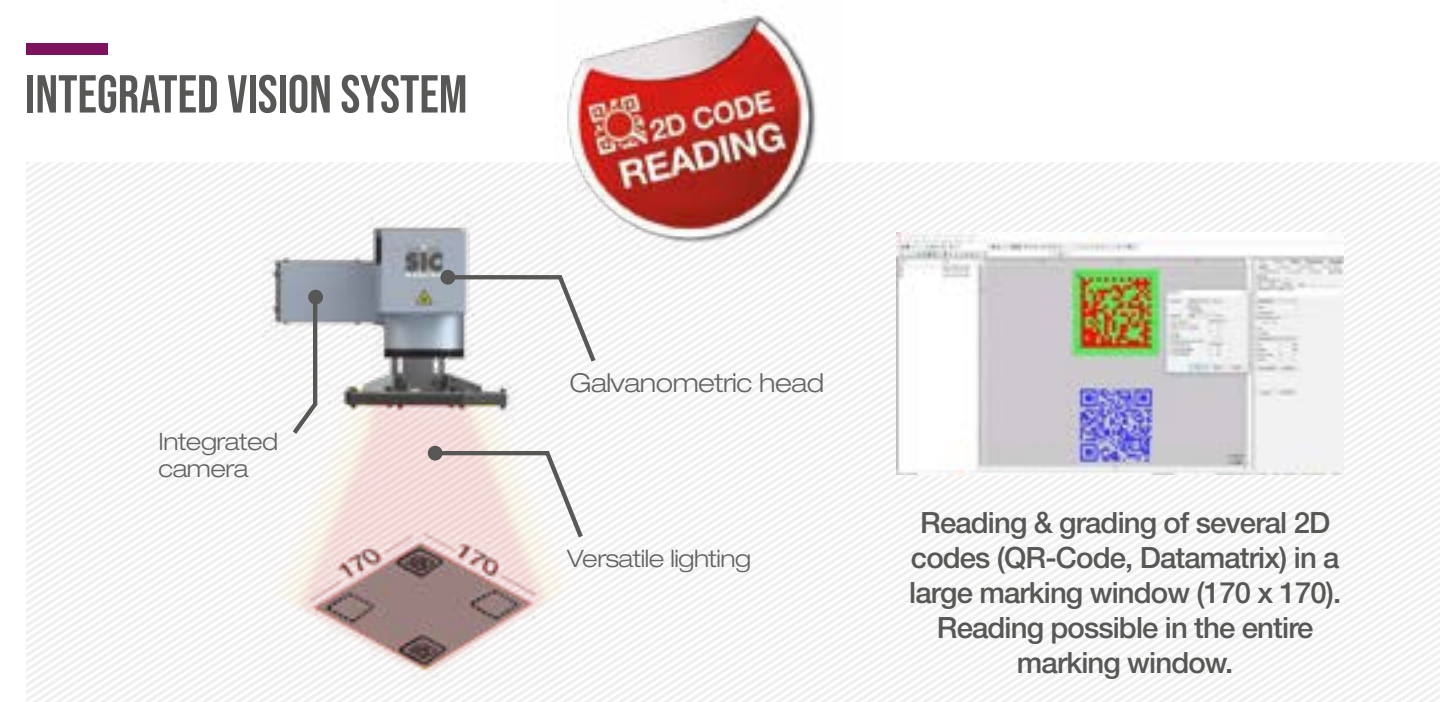 INTEGRATED VISION SYSTEM
2D CODE
READING
SIC
Galvanometric head
Integrated
camera
Versatile lighting
170
170
Reading & grading of several 2D
codes (QR-Code, Datamatrix) in a
large marking window (170 x 170).
Reading possible in the entire
marking window.